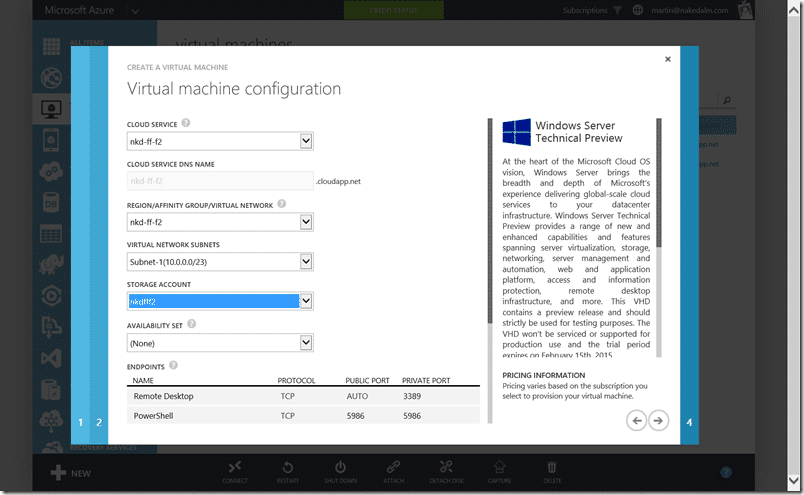 Microsoft Azure
CREDIT STATUS
Subscriptions
martin@nakedalm.com
ALL ITEMS
virtual machines
CREATE A VIRTUAL MACHINE
Virtual machine configuration
CLOUD SERVICE
nkd-ff-f2
CLOUD SERVICE DNS NAME
nkd-ff-f2
.cloudapp.net
REGION/AFFINITY GROUP/VIRTUAL NETWORK
nkd-ff-f2
VIRTUAL NETWORK SUBNETS
Subnet-1(10.0.0.0/23)
STORAGE ACCOUNT
nkdfff2
AVAILABILITY SET
(None)
ENDPOINTS
NAME PROTOCOL PUBLIC PORT PRIVATE PORT
Remote Desktop TCP AUTO 3389
PowerShell TCP 5986 5986
Windows Server
Technical Preview
At the heart of the Microsoft Cloud OS
vision, Windows Server brings the
breadth and depth of Microsoft's
experience delivering global-scale cloud
services to your datacenter
infrastructure. Windows Server Technical
Preview provides a range of new and
enhanced capabilities and features
spanning server virtualization, storage,
networking, server management and
automation, web and application
platform, access and information
protection, remote desktop
infrastructure, and more. This VHD
contains a preview release and should
strictly be used for testing purposes. The
VHD won't be serviced or supported for
production use and the trial period
expires on February 15th, 2015.
PRICING INFORMATION
Pricing varies based on the subscription you
select to provision your virtual machine.
1
2
4
pp.net
pp.net
DB
RECOVERY SERVICES
NEW
CONNECT
RESTART
SHUT DOWN
ATTACH
DETACH DISK
CAPTURE
DELETE